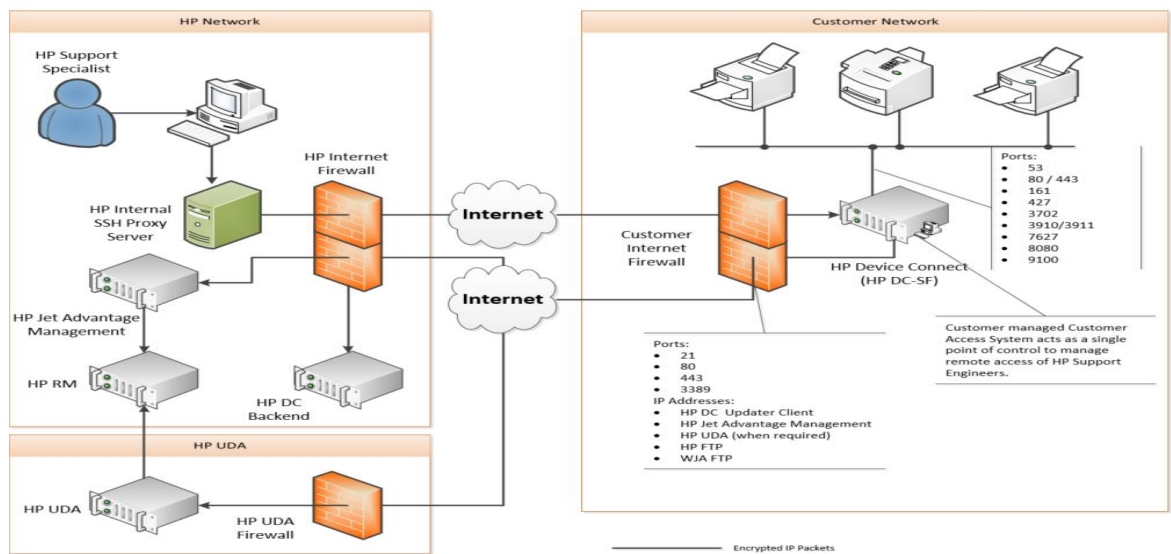 HP Network
HP Support
Specialist
HP Internet
Firewall
HP Internal
SSH Proxy
Server
HP Jet Advantage
Management
HP RM
HP DC
Backend
HP UDA
HP UDA
HP UDA
Firewall
Internet
Internet
Customer Network
Customer
Internet
Firewall
HP Device Connect
(HP DC-SF)
Ports:
• 53
• 80 / 443
• 161
• 427
• 3702
• 3910/3911
• 7627
• 8080
• 9100
Customer managed Customer
Access System acts as a single
point of control to manage
remote access of HP Support
Engineers.
Ports:
• 21
• 80
• 443
• 3389
IP Addresses:
• HP DC Updater Client
• HP Jet Advantage Management
• HP UDA (when required)
• HP FTP
• WJA FTP
Encrypted IP Packets